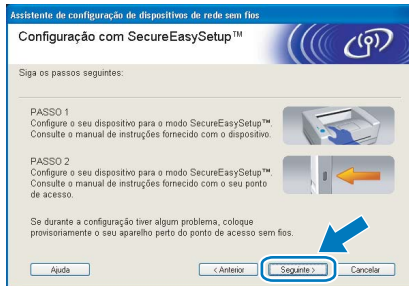 Assistente de configuração de dispositivos de rede sem fios
Configuração com SecureEasySetup™
Siga os passos seguintes:
PASSO 1
Configure o seu dispositivo para o modo SecureEasySetup™.
Consulte o manual de instruções fornecido com o dispositivo.
PASSO 2
Configure o seu dispositivo para o modo SecureEasySetup™.
Consulte o manual de instruções fornecido com o seu ponto
de acesso.
Se durante a configuração tiver algum problema, coloque
provisoriamente o seu aparelho perto do ponto de acesso sem fios.
Ajuda
< Anterior
Seguinte >
Cancelar